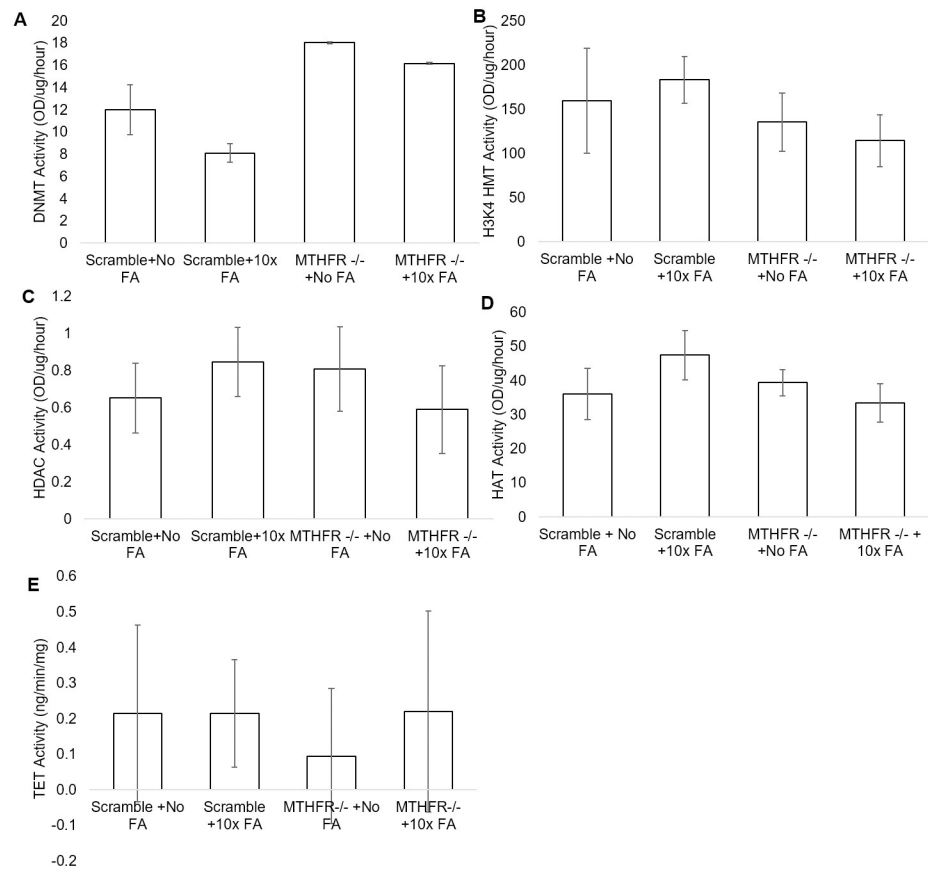 A
DNMT Activity (OD/ug/hour)
20
18
16
14
12
10
8
6
4
2
0
Scramble+No
FA
Scramble+10x
FA
MTHFR -/-
+No FA
MTHFR -/-
+10x FA
B
H3K4 HMT Activity (OD/ug/hour)
250
200
150
100
50
0
Scramble +No
FA
Scramble
+10x FA
MTHFR -/-
+No FA
MTHFR -/-
+10x FA
C
HDAC Activity (OD/ug/hour)
1.2
1
0.8
0.6
0.4
0.2
0
Scramble+No
FA
Scramble+10x
FA
MTHFR -/- +No
FA
MTHFR -/-
+10x FA
D
HAT Activity (OD/ug/hour)
60
50
40
30
20
10
0
Scramble + No
FA
Scramble
+10x FA
MTHFR -/-
+No FA
MTHFR -/- +
10x FA
E
TET Activity (ng/min/mg)
0.6
0.5
0.4
0.3
0.2
0.1
0.0
-0.1
-0.2
Scramble +No
FA
Scramble
+10x FA
MTHFR-/- +No
FA
MTHFR-/-
+10x FA